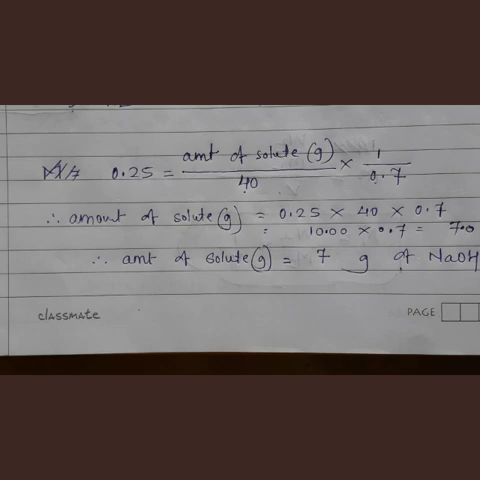 0.25 = amt of solute (g) / 40 × 1 / 0.7
∴ amount of solute (g) = 0.25 × 40 × 0.7
= 10.00 × 0.7 = 7.0
∴ amt of solute (g) = 7 g of NaOH
classmate
PAGE